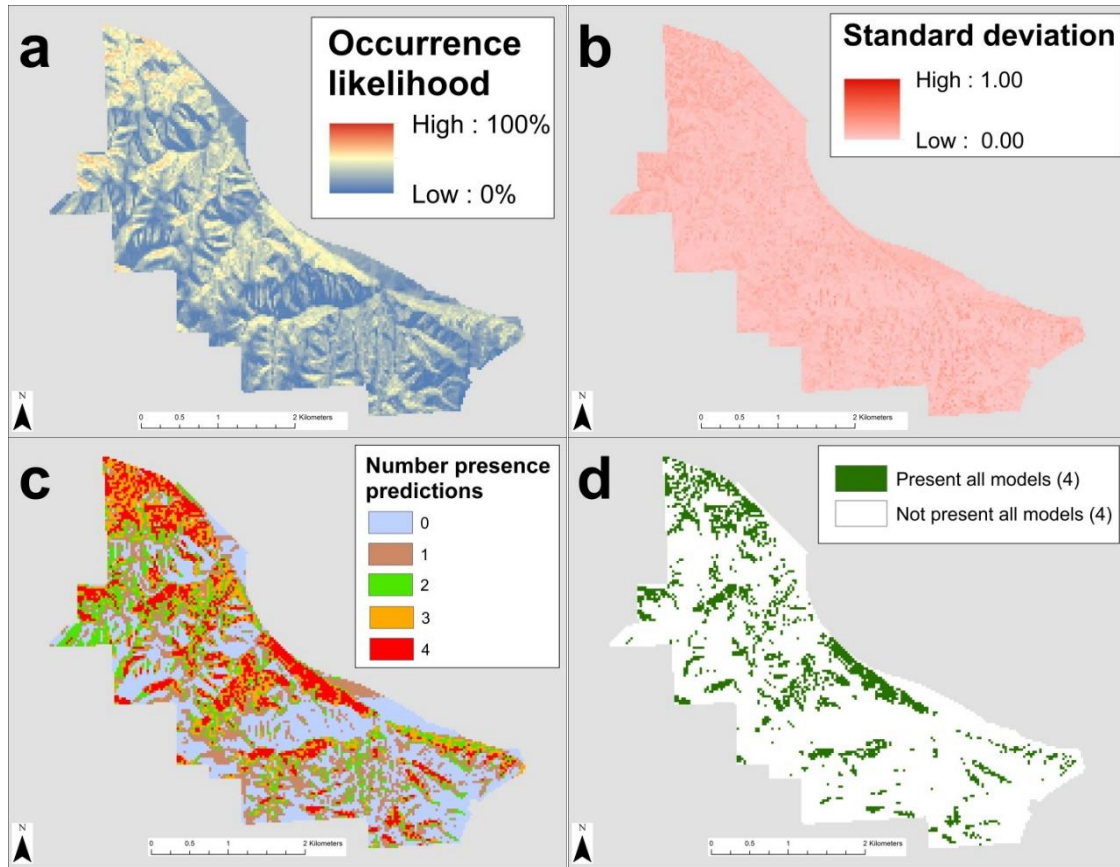 a
Occurrence
likelihood
High : 100%
Low : 0%
N
0 0.5 1 2 Kilometers
b
Standard deviation
High : 1.00
Low : 0.00
N
0 0.5 1 2 Kilometers
c
Number presence
predictions
0
1
2
3
4
N
0 0.5 1 2 Kilometers
d
Present all models (4)
Not present all models (4)
N
0 0.5 1 2 Kilometers